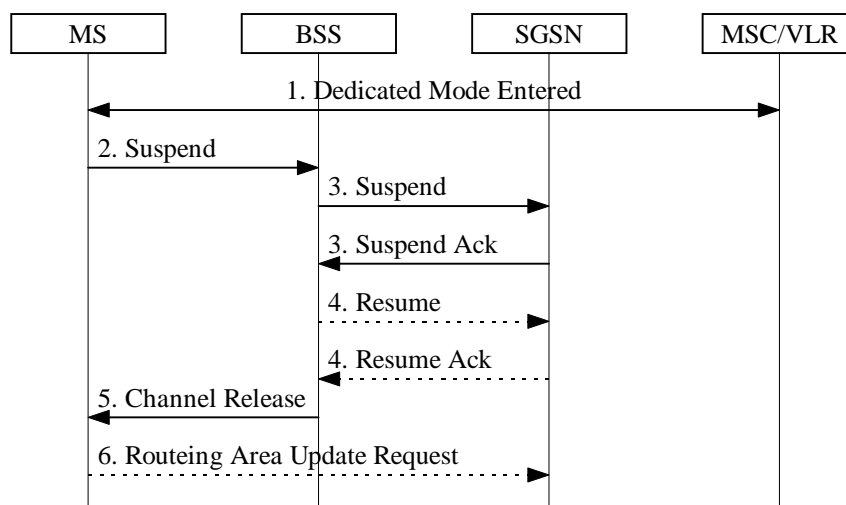 MS BSS SGSN MSC/VLR
1. Dedicated Mode Entered
2. Suspend
3. Suspend
3. Suspend Ack
4. Resume
4. Resume Ack
5. Channel Release
6. Routeing Area Update Request